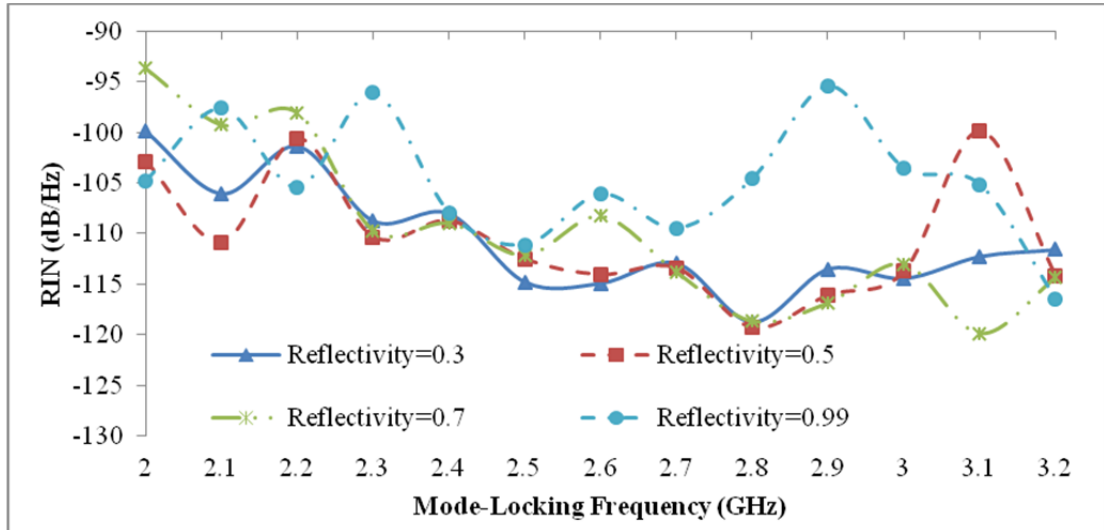 -90
-95
-100
-105
-110
-115
-120
-125
-130
RIN (dB/Hz)
Reflectivity=0.3
Reflectivity=0.5
Reflectivity=0.7
Reflectivity=0.99
2 2.1 2.2 2.3 2.4 2.5 2.6 2.7 2.8 2.9 3 3.1 3.2
Mode-Locking Frequency (GHz)